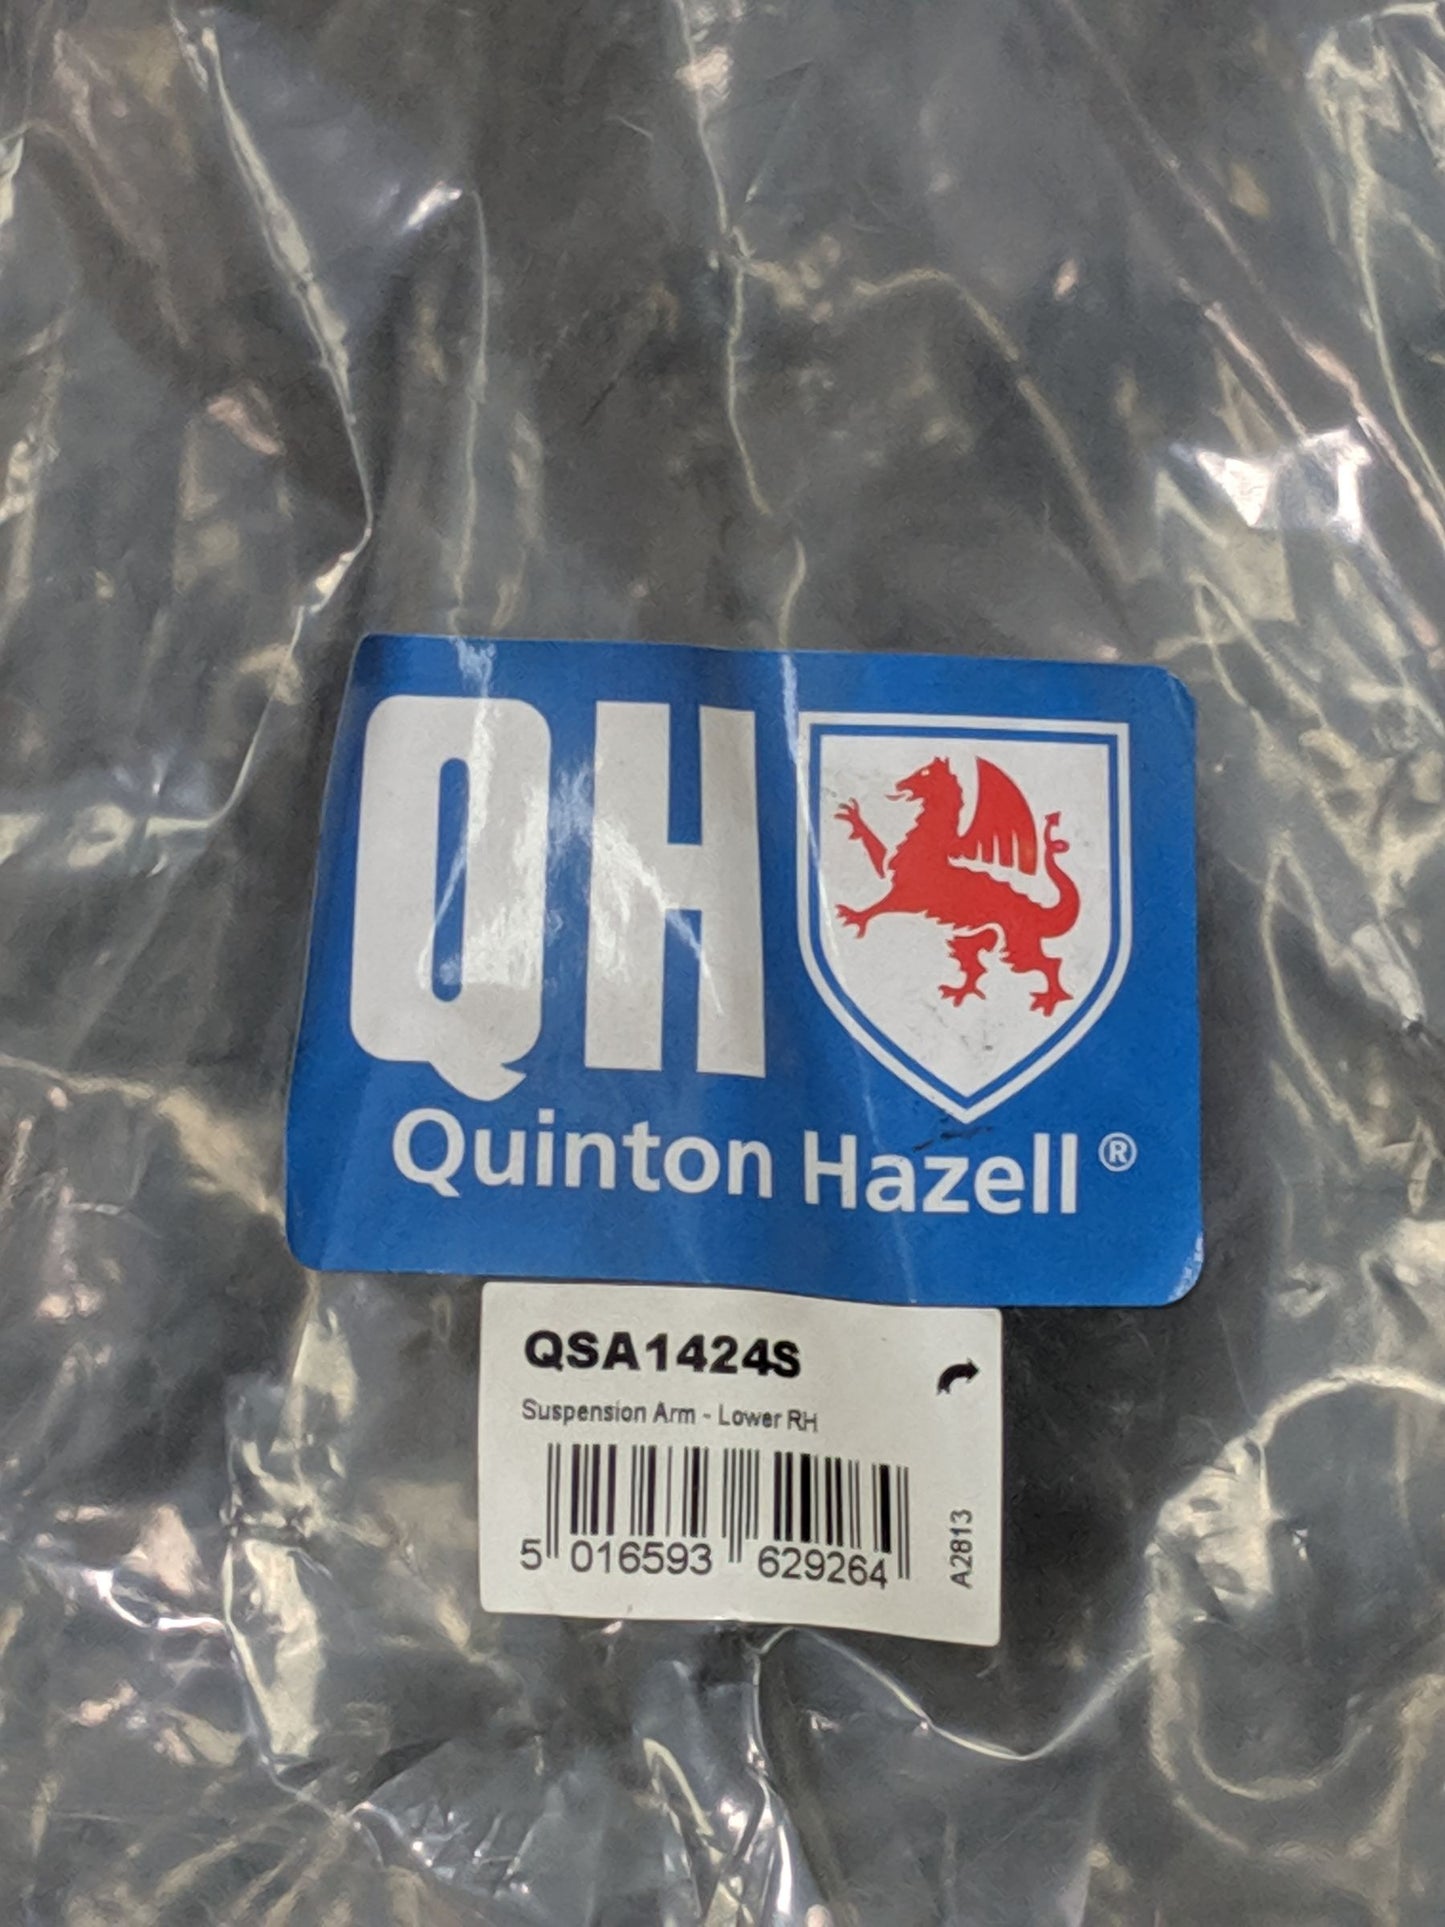 QH
Quinton Hazell ®
QSA1424S
Suspension Arm - Lower RH
5 016593 629264
A2813